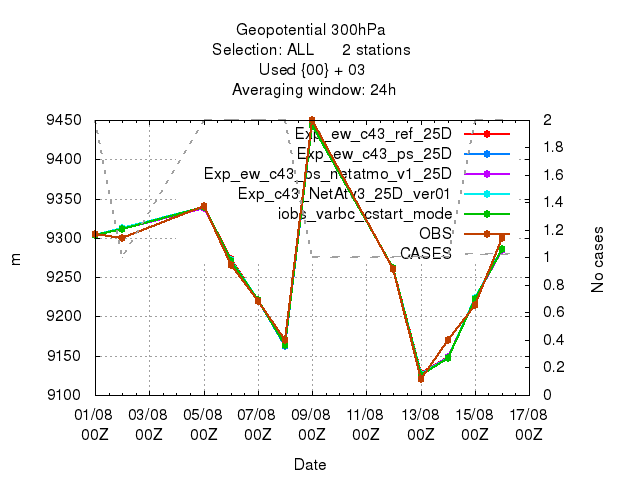 Geopotential 300hPa
Selection: ALL 2 stations
Used {00} + 03
Averaging window: 24h
9450
9400
9350
9300
9250
9200
9150
9100
m
2
1.8
1.6
1.4
1.2
1
0.8
0.6
0.4
0.2
0
No cases
Exp_ew_c43_ref_25D
Exp_ew_c43_ps_25D
Exp_ew_c43_ps_netatmo_v1_25D
Exp_c43_NetAtv3_25D_ver01
iobs_varbc_cstart_mode
OBS
CASES
01/08 03/08 05/08 07/08 09/08 11/08 13/08 15/08 17/08
00Z 00Z 00Z 00Z 00Z 00Z 00Z 00Z 00Z
Date